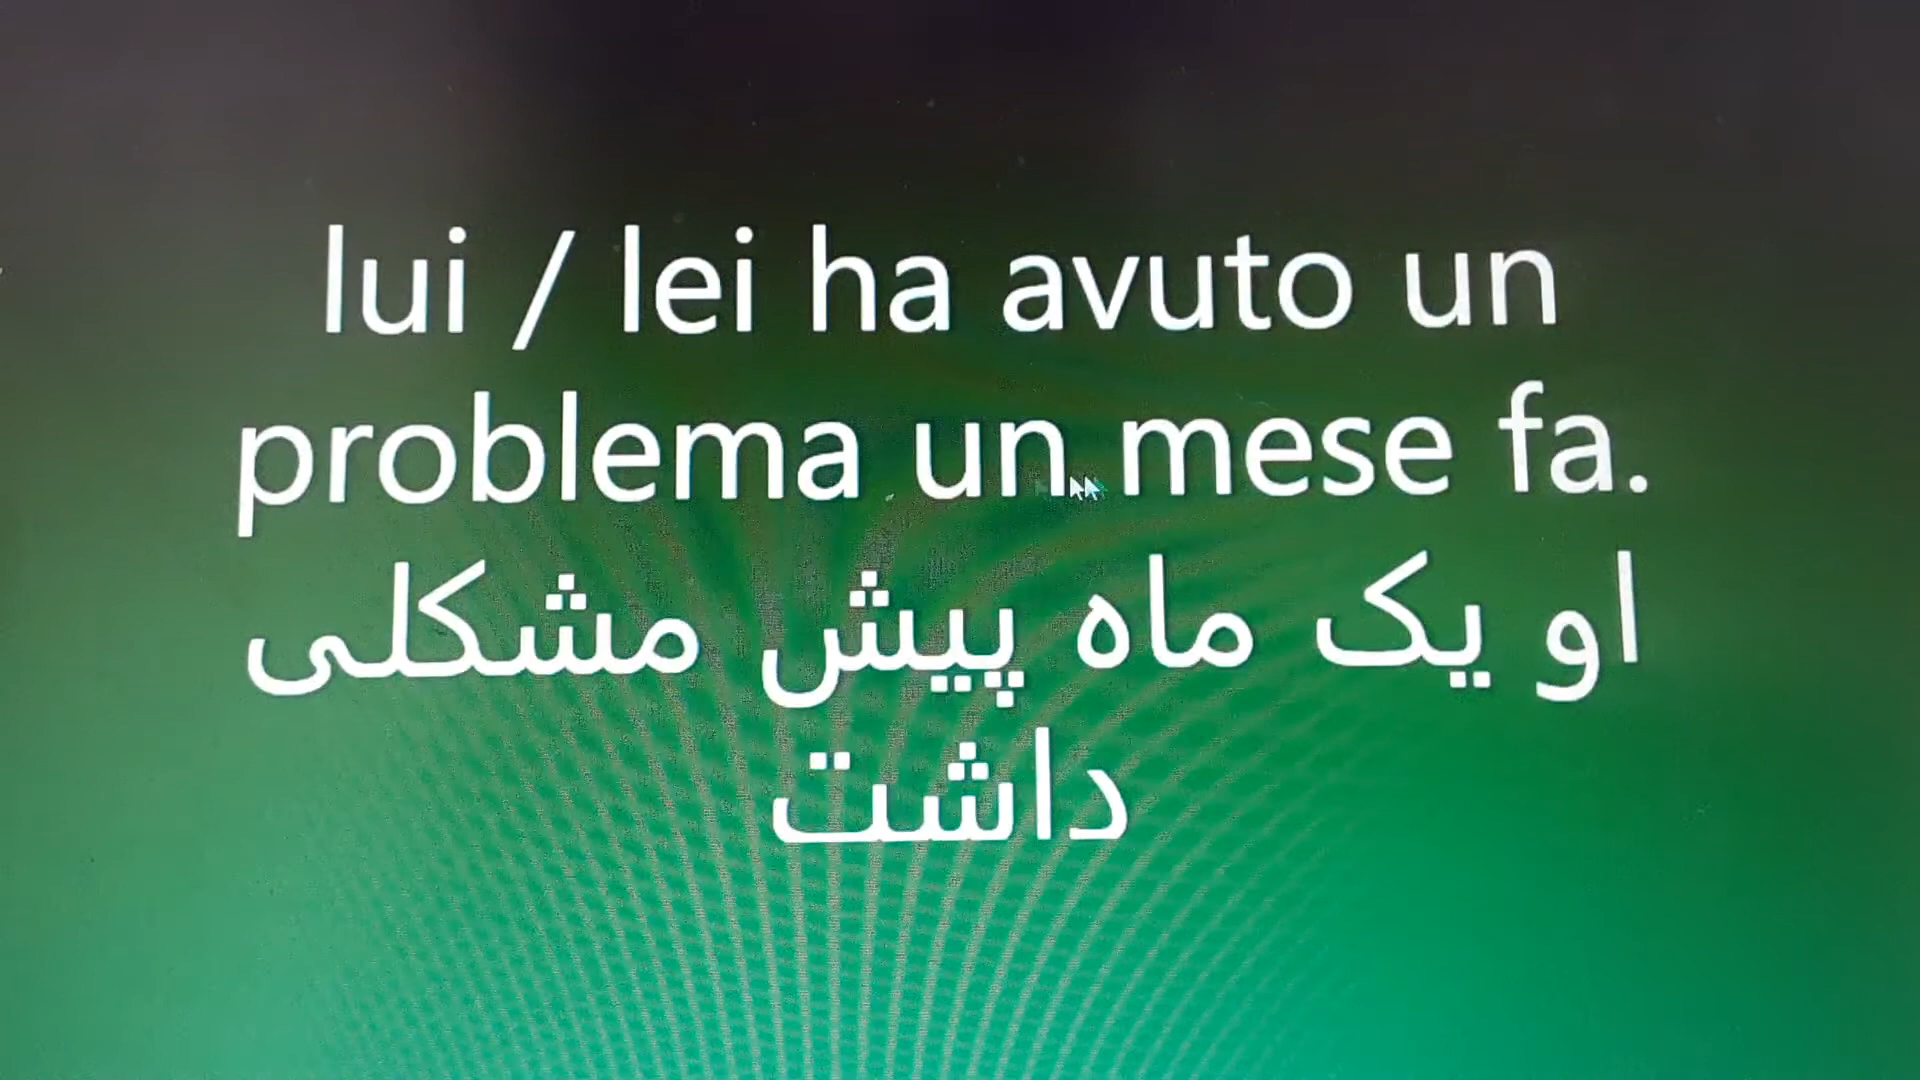 lui / lei ha avuto un
problema un mese fa.
او یک ماه پیش مشکلی
داشت